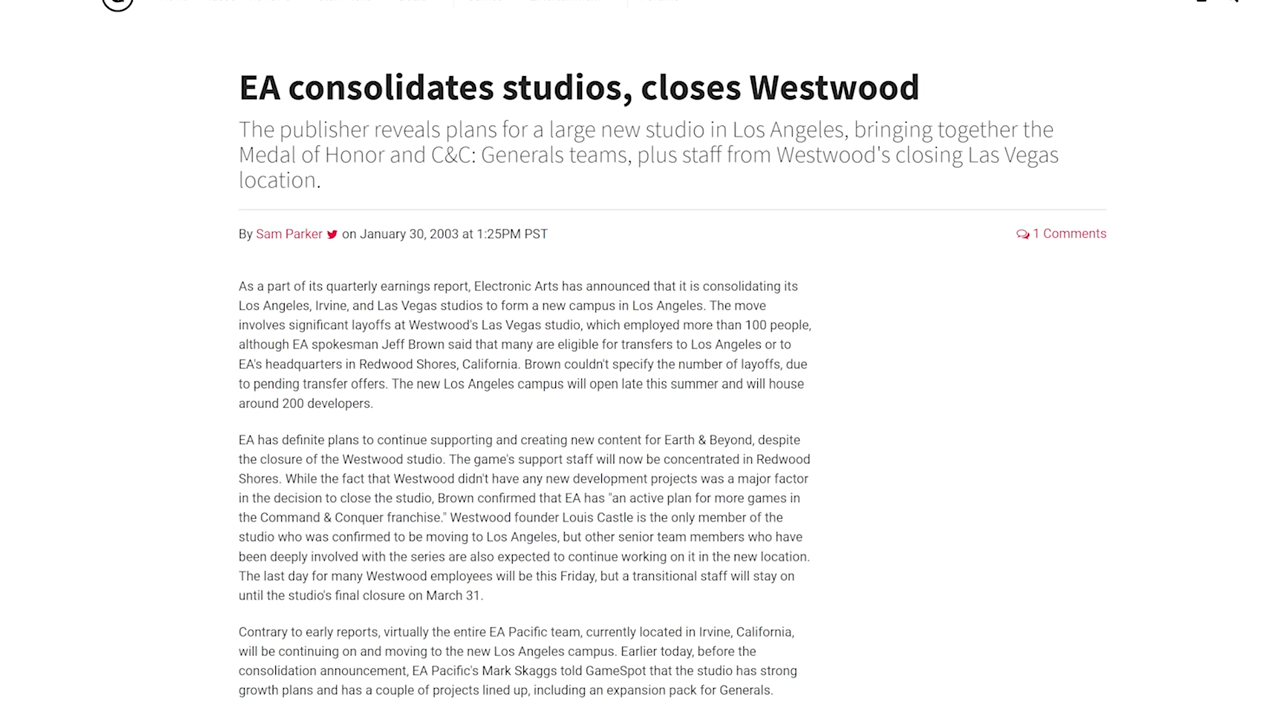 EA consolidates studios, closes Westwood
The publisher reveals plans for a large new studio in Los Angeles, bringing together the
Medal of Honor and C&C: Generals teams, plus staff from Westwood's closing Las Vegas
location.
By Sam Parker on January 30, 2003 at 1:25PM PST
1 Comments
As a part of its quarterly earnings report, Electronic Arts has announced that it is consolidating its
Los Angeles, Irvine, and Las Vegas studios to form a new campus in Los Angeles. The move
involves significant layoffs at Westwood's Las Vegas studio, which employed more than 100 people,
although EA spokesman Jeff Brown said that many are eligible for transfers to Los Angeles or to
EA's headquarters in Redwood Shores, California. Brown couldn't specify the number of layoffs, due
to pending transfer offers. The new Los Angeles campus will open late this summer and will house
around 200 developers.
EA has definite plans to continue supporting and creating new content for Earth & Beyond, despite
the closure of the Westwood studio. The game's support staff will now be concentrated in Redwood
Shores. While the fact that Westwood didn't have any new development projects was a major factor
in the decision to close the studio, Brown confirmed that EA has "an active plan for more games in
the Command & Conquer franchise." Westwood founder Louis Castle is the only member of the
studio who was confirmed to be moving to Los Angeles, but other senior team members who have
been deeply involved with the series are also expected to continue working on it in the new location.
The last day for many Westwood employees will be this Friday, but a transitional staff will stay on
until the studio's final closure on March 31.
Contrary to early reports, virtually the entire EA Pacific team, currently located in Irvine, California,
will be continuing on and moving to the new Los Angeles campus. Earlier today, before the
consolidation announcement, EA Pacific's Mark Skaggs told GameSpot that the studio has strong
growth plans and has a couple of projects lined up, including an expansion pack for Generals.